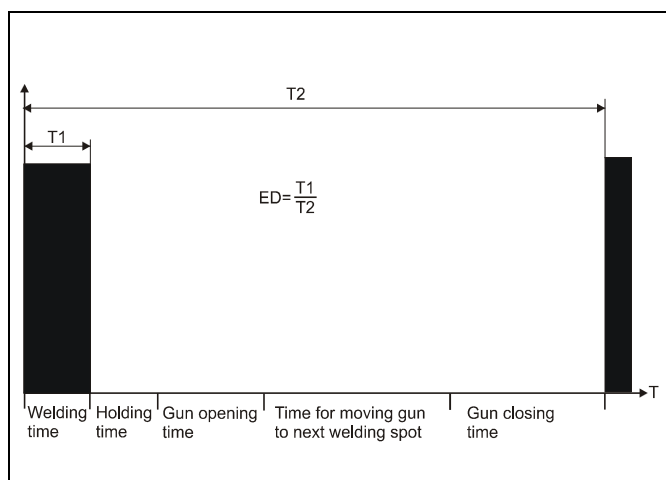 T2
T1
ED=T1/T2
T
Welding time
Holding time
Gun opening time
Time for moving gun to next welding spot
Gun closing time